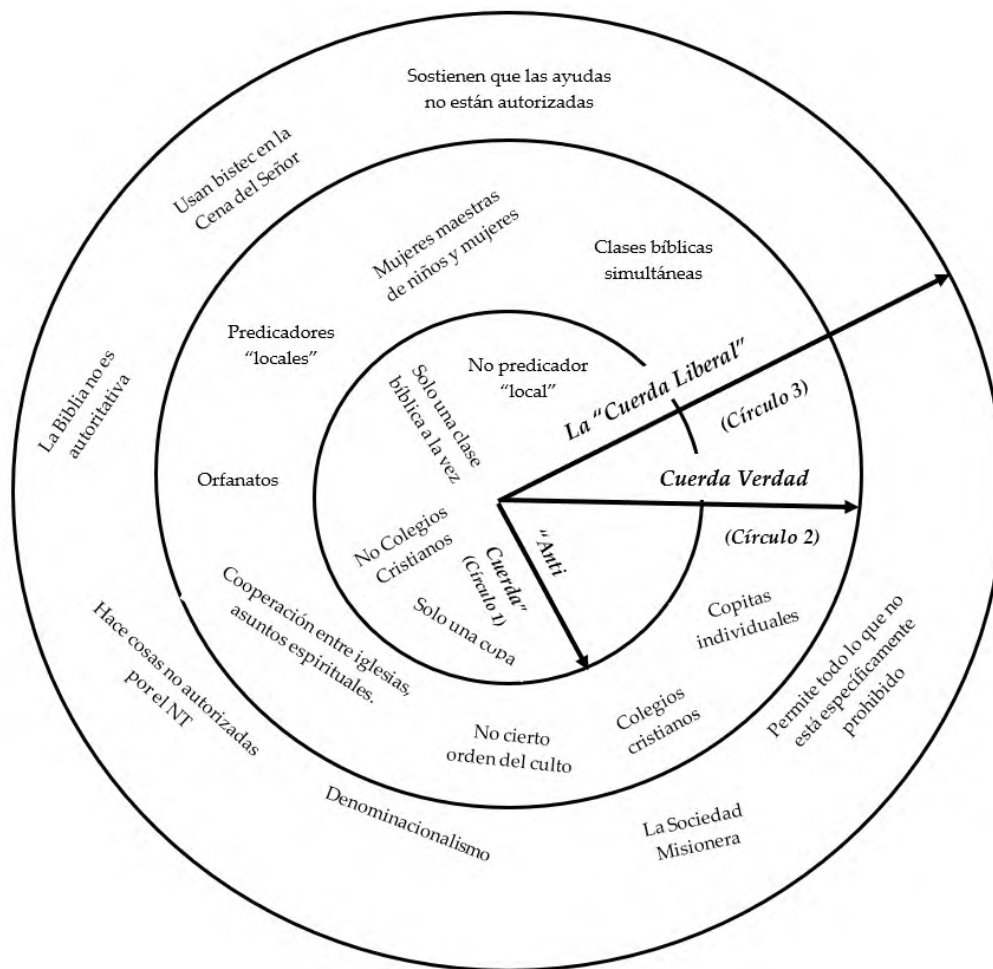 Sostienen que las ayudas
no están autorizadas
Usan bistec en la
Cena del Señor
Mujeres maestras
de niños y mujeres
Clases bíblicas
simultáneas
Predicadores
“locales”
No predicador
“local”
La “Cuerda Liberal”
(Círculo 3)
Solo una clase
bíblica a la vez
La Biblia no es
autoritativa
Orfanatos
Cuerda Verdad
(Círculo 2)
No Colegios
Cristianos
“Anti
Cuerda”
(Círculo 1)
Solo una copa
Cooperación entre iglesias,
asuntos espirituales.
Copitas
individuales
Hace cosas no autorizadas
por el NT
No cierto
orden del culto
Colegios
cristianos
Permite todo lo que no
está específicamente
prohibido
Denominacionalismo
La Sociedad
Misionera